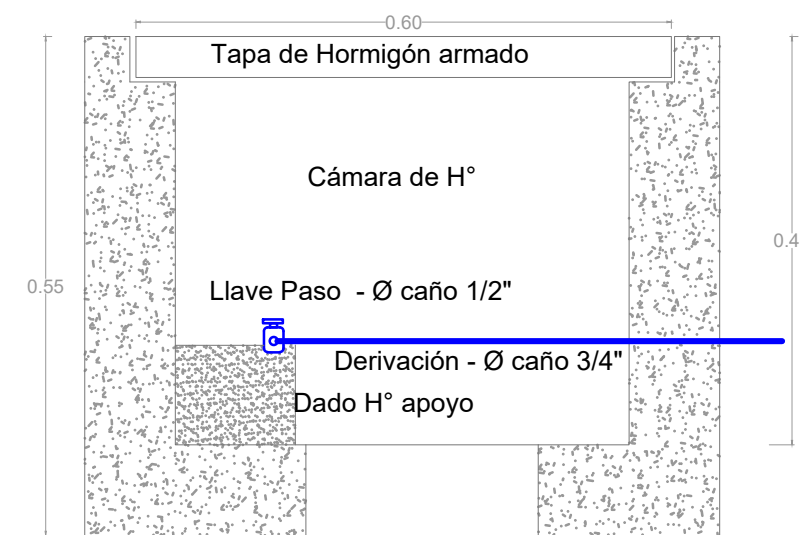 0.60
Tapa de Hormigón armado
Cámara de H°
0.4
0.55
Llave Paso - Ø caño 1/2"
Derivación - Ø caño 3/4"
Dado H° apoyo